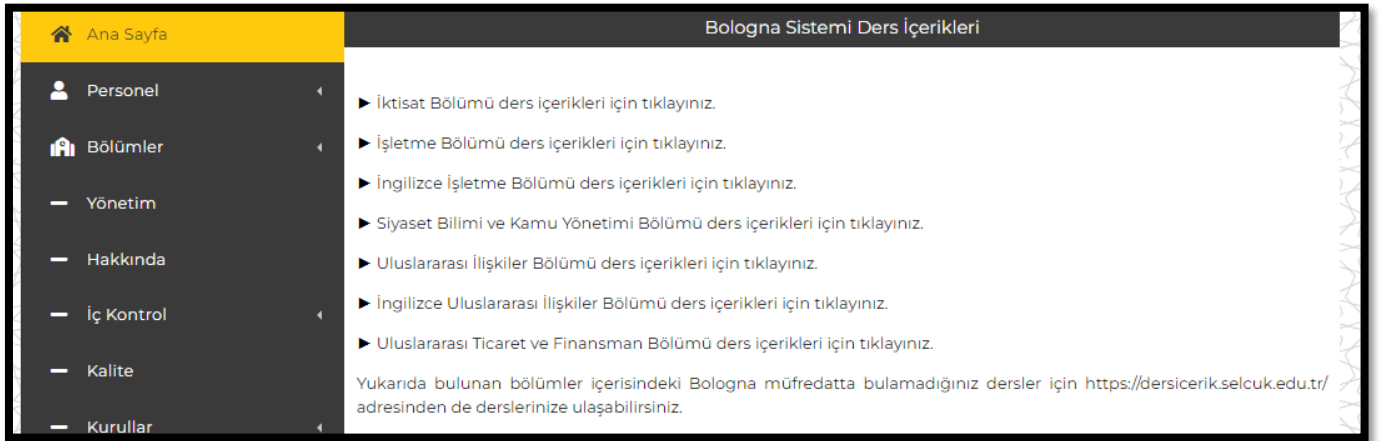 Ana Sayfa
Personel
Bölümler
Yönetim
Hakkında
İç Kontrol
Kalite
Kurullar
Bologna Sistemi Ders İçerikleri
► İktisat Bölümü ders içerikleri için tıklayınız.
► İşletme Bölümü ders içerikleri için tıklayınız.
► İngilizce İşletme Bölümü ders içerikleri için tıklayınız.
► Siyaset Bilimi ve Kamu Yönetimi Bölümü ders içerikleri için tıklayınız.
► Uluslararası İlişkiler Bölümü ders içerikleri için tıklayınız.
► İngilizce Uluslararası İlişkiler Bölümü ders içerikleri için tıklayınız.
► Uluslararası Ticaret ve Finansman Bölümü ders içerikleri için tıklayınız.
Yukarıda bulunan bölümler içerisindeki Bologna müfredatta bulamadığınız dersler için https://dersicerik.selcuk.edu.tr/
adresinden de derslerinize ulaşabilirsiniz.